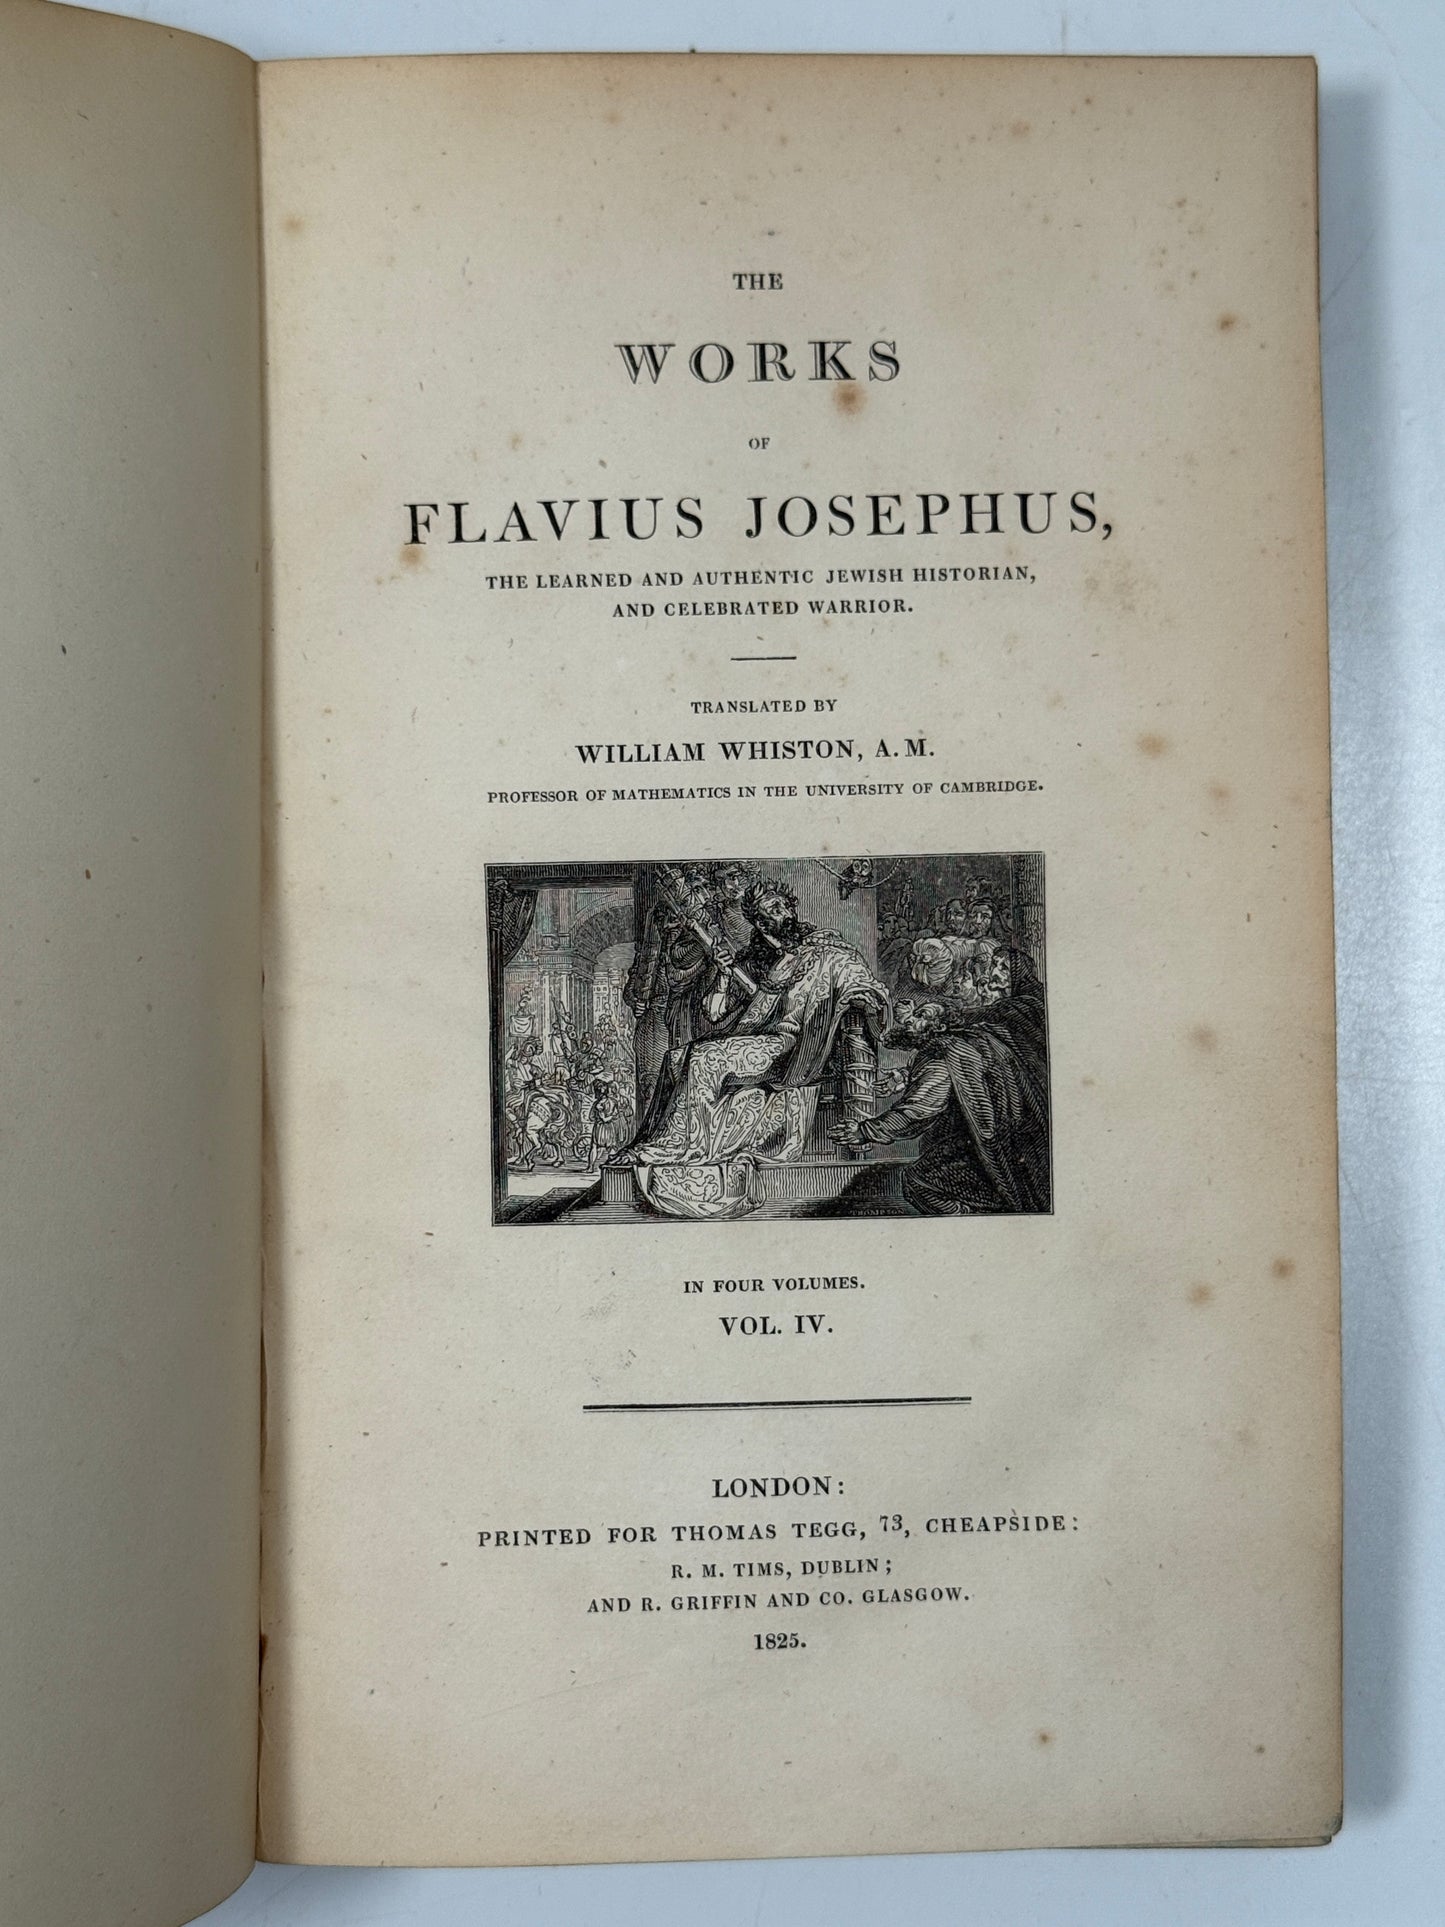 THE
WORKS
OF
FLAVIUS JOSEPHUS,
THE LEARNED AND AUTHENTIC JEWISH HISTORIAN,
AND CELEBRATED WARRIOR.
TRANSLATED BY
WILLIAM WHISTON, A.M.
PROFESSOR OF MATHEMATICS IN THE UNIVERSITY OF CAMBRIDGE.
THOMPSON
IN FOUR VOLUMES.
VOL. IV.
LONDON:
PRINTED FOR THOMAS TEGG, 73, CHEAPSIDE:
R. M. TIMS, DUBLIN;
AND R. GRIFFIN AND CO. GLASGOW.
1825.